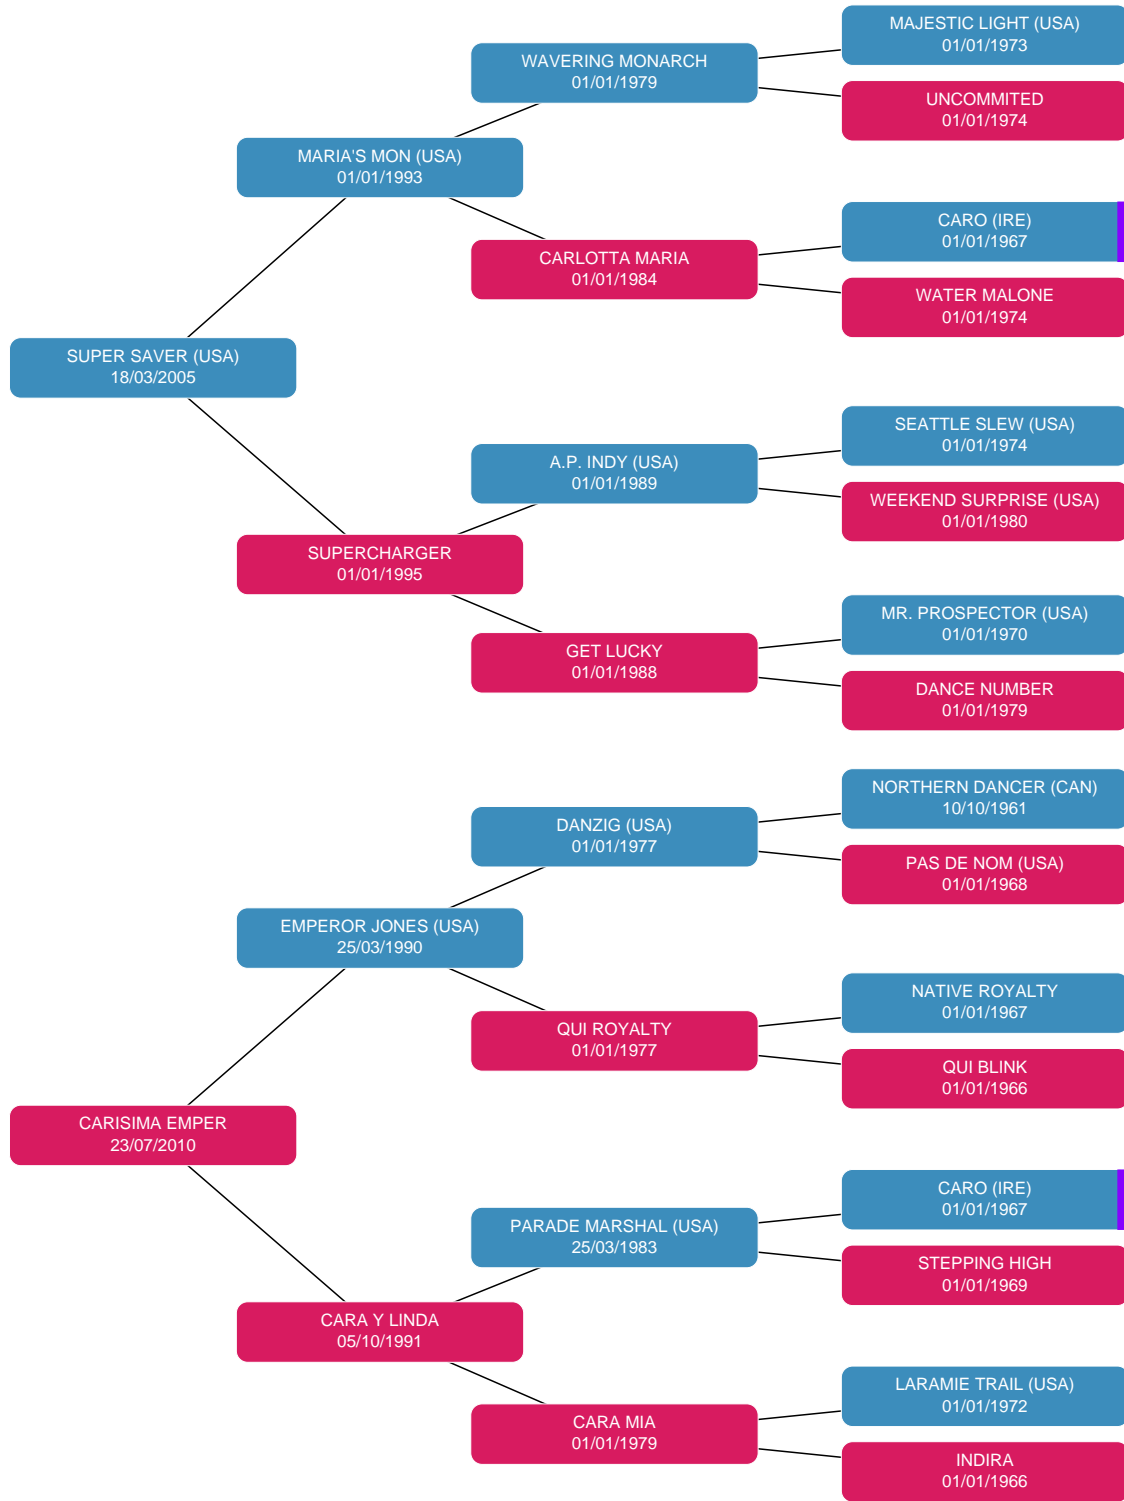 MAJESTIC LIGHT (USA)
01/01/1973
WAVERING MONARCH
01/01/1979
UNCOMMITED
01/01/1974
MARIA'S MON (USA)
01/01/1993
CARO (IRE)
01/01/1967
CARLOTTA MARIA
01/01/1984
WATER MALONE
01/01/1974
SUPER SAVER (USA)
18/03/2005
SEATTLE SLEW (USA)
01/01/1974
A.P. INDY (USA)
01/01/1989
WEEKEND SURPRISE (USA)
01/01/1980
SUPERCHARGER
01/01/1995
MR. PROSPECTOR (USA)
01/01/1970
GET LUCKY
01/01/1988
DANCE NUMBER
01/01/1979
NORTHERN DANCER (CAN)
10/10/1961
DANZIG (USA)
01/01/1977
PAS DE NOM (USA)
01/01/1968
EMPEROR JONES (USA)
25/03/1990
NATIVE ROYALTY
01/01/1967
QUI ROYALTY
01/01/1977
QUI BLINK
01/01/1966
CARISIMA EMPER
23/07/2010
CARO (IRE)
01/01/1967
PARADE MARSHAL (USA)
25/03/1983
STEPPING HIGH
01/01/1969
CARA Y LINDA
05/10/1991
LARAMIE TRAIL (USA)
01/01/1972
CARA MIA
01/01/1979
INDIRA
01/01/1966